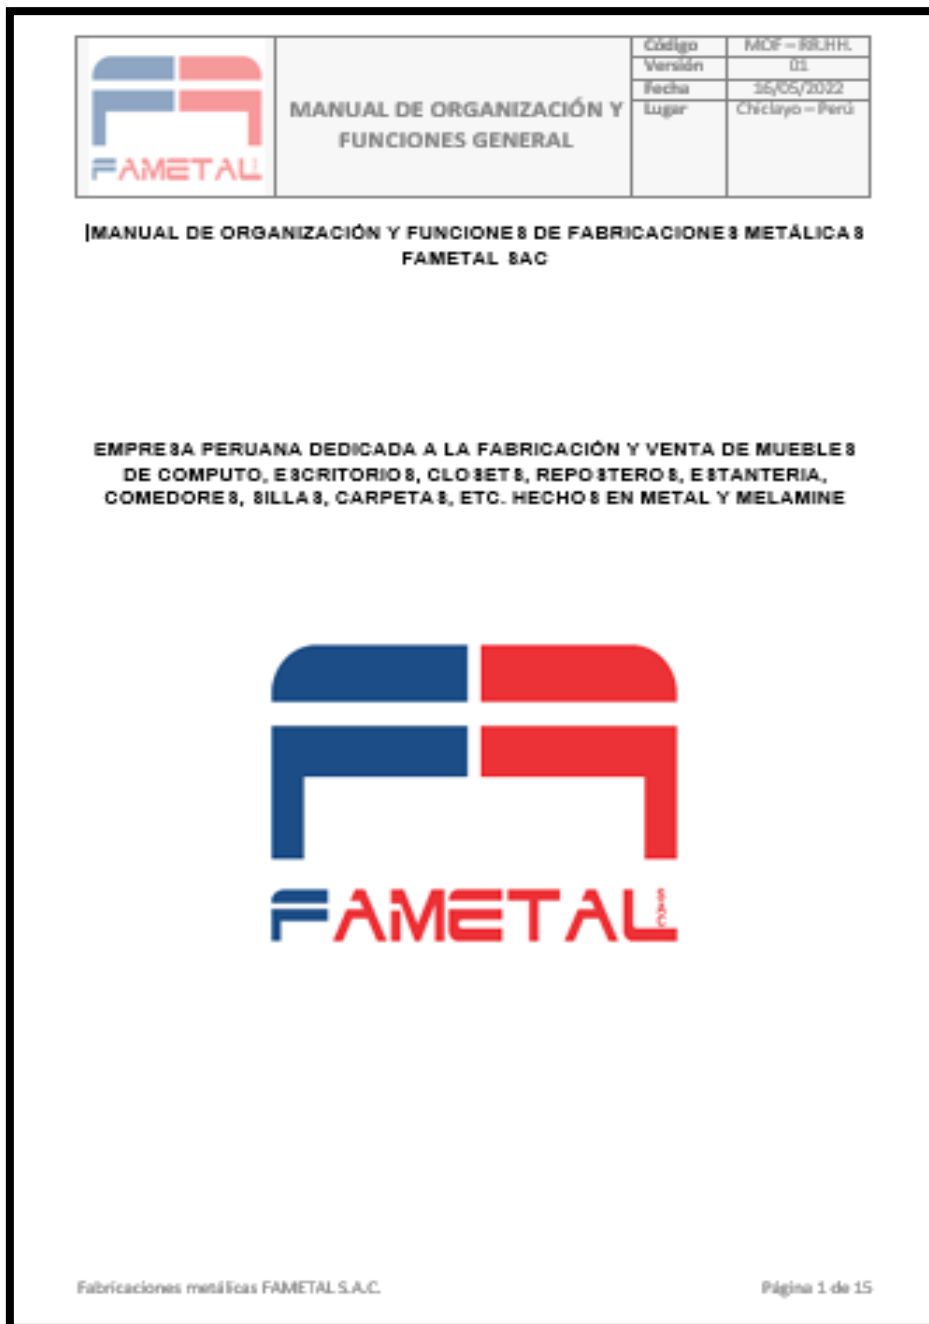 FAMETAL
MANUAL DE ORGANIZACIÓN Y
FUNCIONES GENERAL
Código MOF – RR.HH.
Versión 01
Fecha 16/05/2022
Lugar Chiclayo – Perú
MANUAL DE ORGANIZACIÓN Y FUNCIONES DE FABRICACIONES METÁLICAS
FAMETAL SAC
EMPRESA PERUANA DEDICADA A LA FABRICACIÓN Y VENTA DE MUEBLES
DE COMPUTO, ESCRITORIOS, CLOSETS, REPOSTEROS, ESTANTERIA,
COMEDORES, SILLAS, CARPETAS, ETC. HECHOS EN METAL Y MELAMINE
FAMETAL SAC
Fabricaciones metálicas FAMETAL S.A.C.
Página 1 de 15